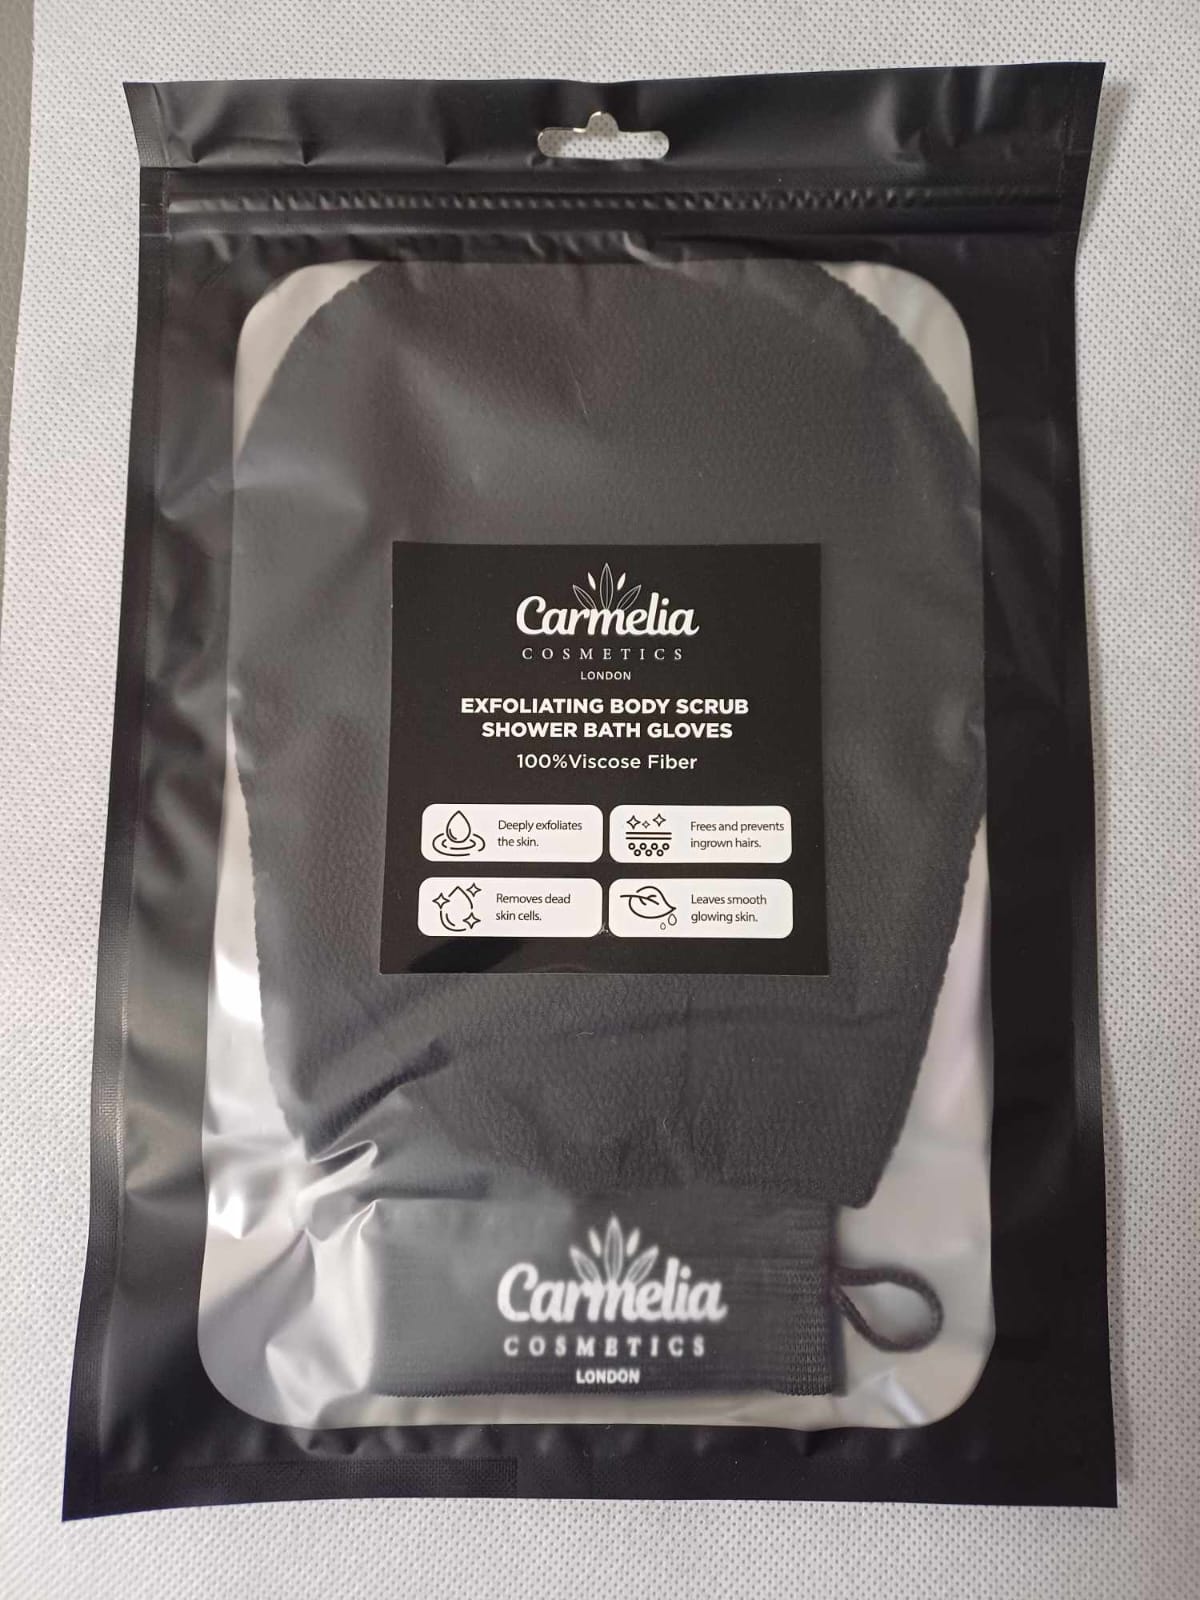 Carmelia
COSMETICS
LONDON
EXFOLIATING BODY SCRUB
SHOWER BATH GLOVES
100%Viscose Fiber
Deeply exfoliates
the skin.
Frees and prevents
ingrown hairs.
Removes dead
skin cells.
Leaves smooth
glowing skin.
Carmelia
COSMETICS
LONDON